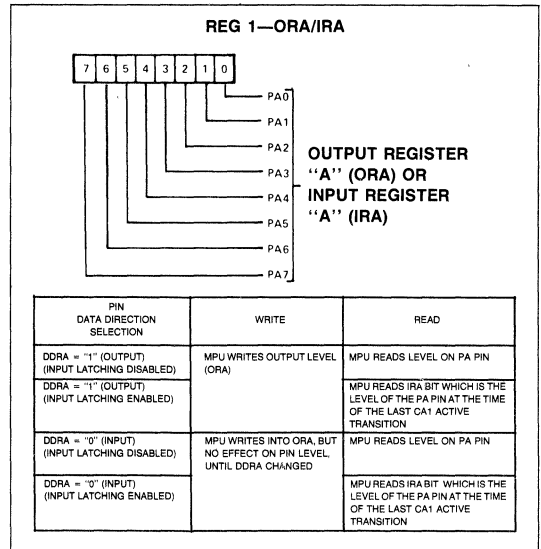 REG 1—ORA/IRA
7 6 5 4 3 2 1 0
PA0
PA1
PA2
PA3
PA4
PA5
PA6
PA7
OUTPUT REGISTER
"A" (ORA) OR
INPUT REGISTER
"A" (IRA)
PIN
DATA DIRECTION
SELECTION
WRITE
READ
DDRA = "1" (OUTPUT)
(INPUT LATCHING DISABLED)
MPU WRITES OUTPUT LEVEL
(ORA)
MPU READS LEVEL ON PA PIN
DDRA = "1" (OUTPUT)
(INPUT LATCHING ENABLED)
MPU READS IRA BIT WHICH IS THE
LEVEL OF THE PA PIN AT THE TIME
OF THE LAST CA1 ACTIVE
TRANSITION
DDRA = "0" (INPUT)
(INPUT LATCHING DISABLED)
MPU WRITES INTO ORA, BUT
NO EFFECT ON PIN LEVEL,
UNTIL DDRA CHANGED
MPU READS LEVEL ON PA PIN
DDRA = "0" (INPUT)
(INPUT LATCHING ENABLED)
MPU READS IRA BIT WHICH IS THE
LEVEL OF THE PA PIN AT THE TIME
OF THE LAST CA1 ACTIVE
TRANSITION